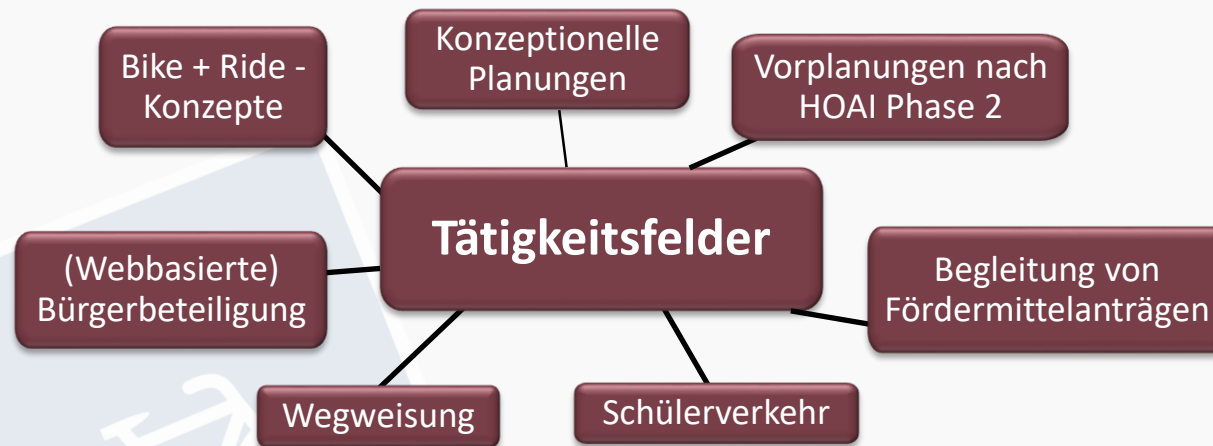 Konzeptionelle
Planungen
Bike + Ride -
Konzepte
Vorplanungen nach
HOAI Phase 2
Tätigkeitsfelder
(Webbasierte)
Bürgerbeteiligung
Begleitung von
Fördermittelanträgen
Wegweisung
Schülerverkehr